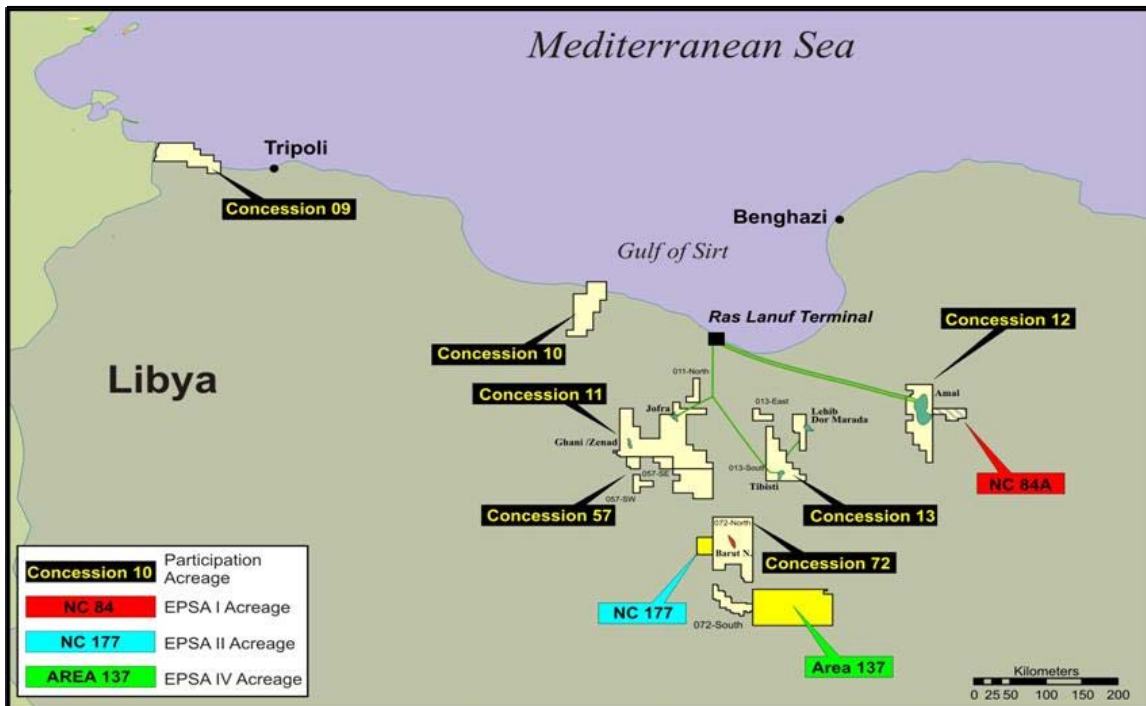 Mediterranean Sea
Tripoli
Concession 09
Benghazi
Gulf of Sirt
Ras Lanuf Terminal
Concession 12
Concession 10
Libya
011-North
Concession 11
Jofra
013-East
Lehib
Dor Marada
Amal
Ghani /Zenad
013-South
057-SE
Tibisti
NC 84A
057-SW
Concession 57
Concession 13
072-North
Barut N.
Concession 72
NC 177
072-South
Area 137
Concession 10
Participation
Acreage
NC 84
EPSA I Acreage
NC 177
EPSA II Acreage
AREA 137
EPSA IV Acreage
Kilometers
0 25 50 100 150 200